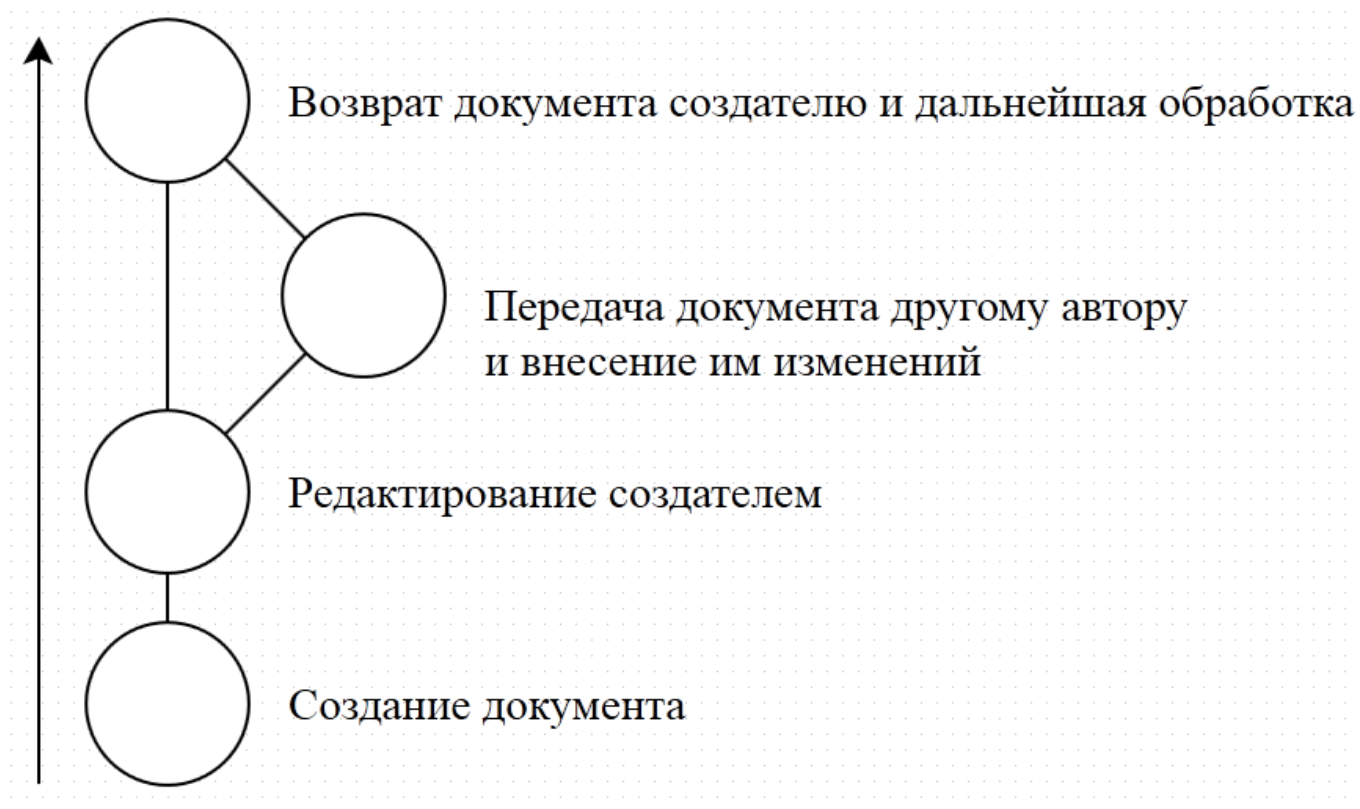 Возврат документа создателю и дальнейшая обработка
Передача документа другому автору
и внесение им изменений
Редактирование создателем
Создание документа